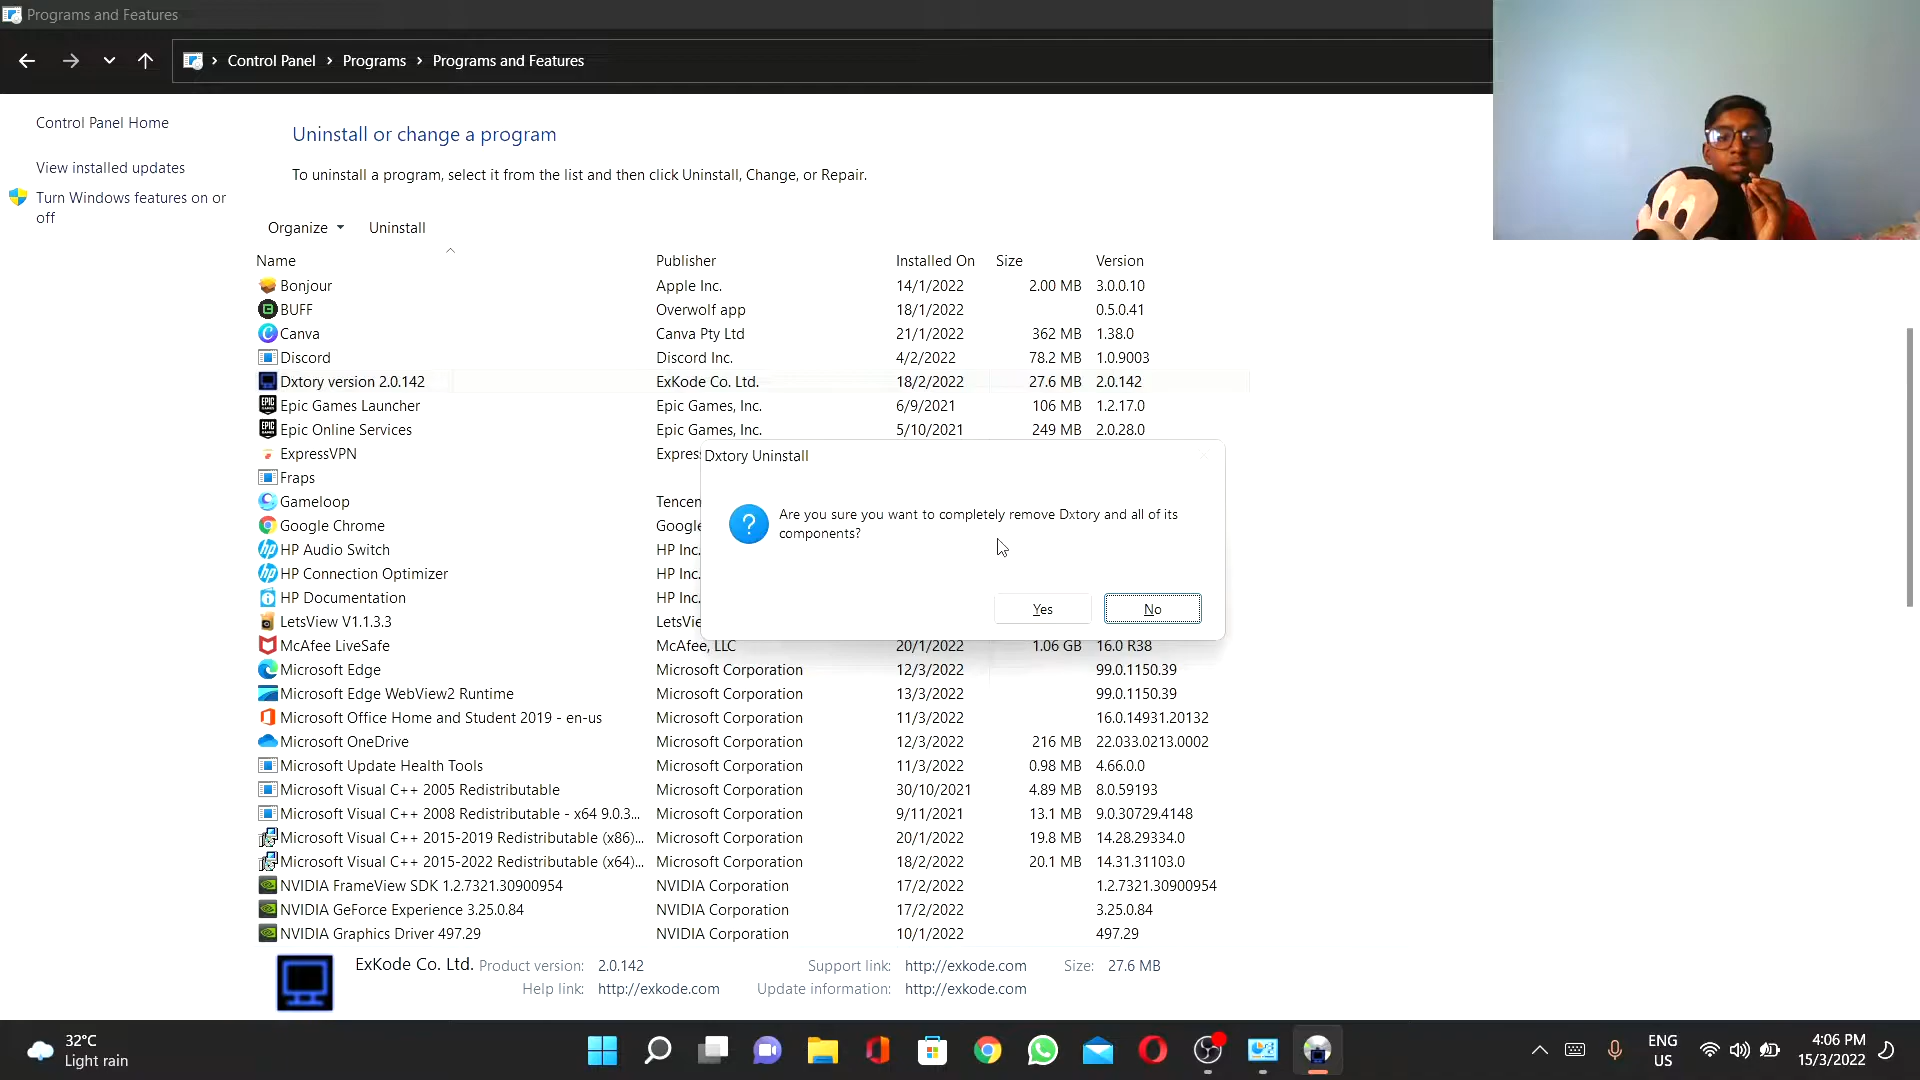 Programs and Features
Control Panel > Programs > Programs and Features
Control Panel Home
View installed updates
Turn Windows features on or
off
Uninstall or change a program
To uninstall a program, select it from the list and then click Uninstall, Change, or Repair.
Organize Uninstall
Name Publisher Installed On Size Version
Bonjour Apple Inc. 14/1/2022 2.00 MB 3.0.0.10
BUFF Overwolf app 18/1/2022 0.5.0.41
Canva Canva Pty Ltd 21/1/2022 362 MB 1.38.0
Discord Discord Inc. 4/2/2022 78.2 MB 1.0.9003
Dxtory version 2.0.142 ExKode Co. Ltd. 18/2/2022 27.6 MB 2.0.142
Epic Games Launcher Epic Games, Inc. 6/9/2021 106 MB 1.2.17.0
Epic Online Services Epic Games, Inc. 5/10/2021 249 MB 2.0.28.0
ExpressVPN Express
Fraps
Gameloop Tencen
Google Chrome Google
HP Audio Switch HP Inc.
HP Connection Optimizer HP Inc.
HP Documentation HP Inc.
LetsView V1.1.3.3 LetsVie
McAfee LiveSafe McAfee, LLC 20/1/2022 1.06 GB 16.0 R38
Microsoft Edge Microsoft Corporation 12/3/2022 99.0.1150.39
Microsoft Edge WebView2 Runtime Microsoft Corporation 13/3/2022 99.0.1150.39
Microsoft Office Home and Student 2019 - en-us Microsoft Corporation 11/3/2022 16.0.14931.20132
Microsoft OneDrive Microsoft Corporation 12/3/2022 216 MB 22.033.0213.0002
Microsoft Update Health Tools Microsoft Corporation 11/3/2022 0.98 MB 4.66.0.0
Microsoft Visual C++ 2005 Redistributable Microsoft Corporation 30/10/2021 4.89 MB 8.0.59193
Microsoft Visual C++ 2008 Redistributable - x64 9.0.3... Microsoft Corporation 9/11/2021 13.1 MB 9.0.30729.4148
Microsoft Visual C++ 2015-2019 Redistributable (x86)... Microsoft Corporation 20/1/2022 19.8 MB 14.28.29334.0
Microsoft Visual C++ 2015-2022 Redistributable (x64)... Microsoft Corporation 18/2/2022 20.1 MB 14.31.31103.0
NVIDIA FrameView SDK 1.2.7321.30900954 NVIDIA Corporation 17/2/2022 1.2.7321.30900954
NVIDIA GeForce Experience 3.25.0.84 NVIDIA Corporation 17/2/2022 3.25.0.84
NVIDIA Graphics Driver 497.29 NVIDIA Corporation 10/1/2022 497.29
Dxtory Uninstall
Are you sure you want to completely remove Dxtory and all of its
components?
Yes No
ExKode Co. Ltd. Product version: 2.0.142 Support link: http://exkode.com Size: 27.6 MB
Help link: http://exkode.com Update information: http://exkode.com
32°C
Light rain
ENG
US
4:06 PM
15/3/2022